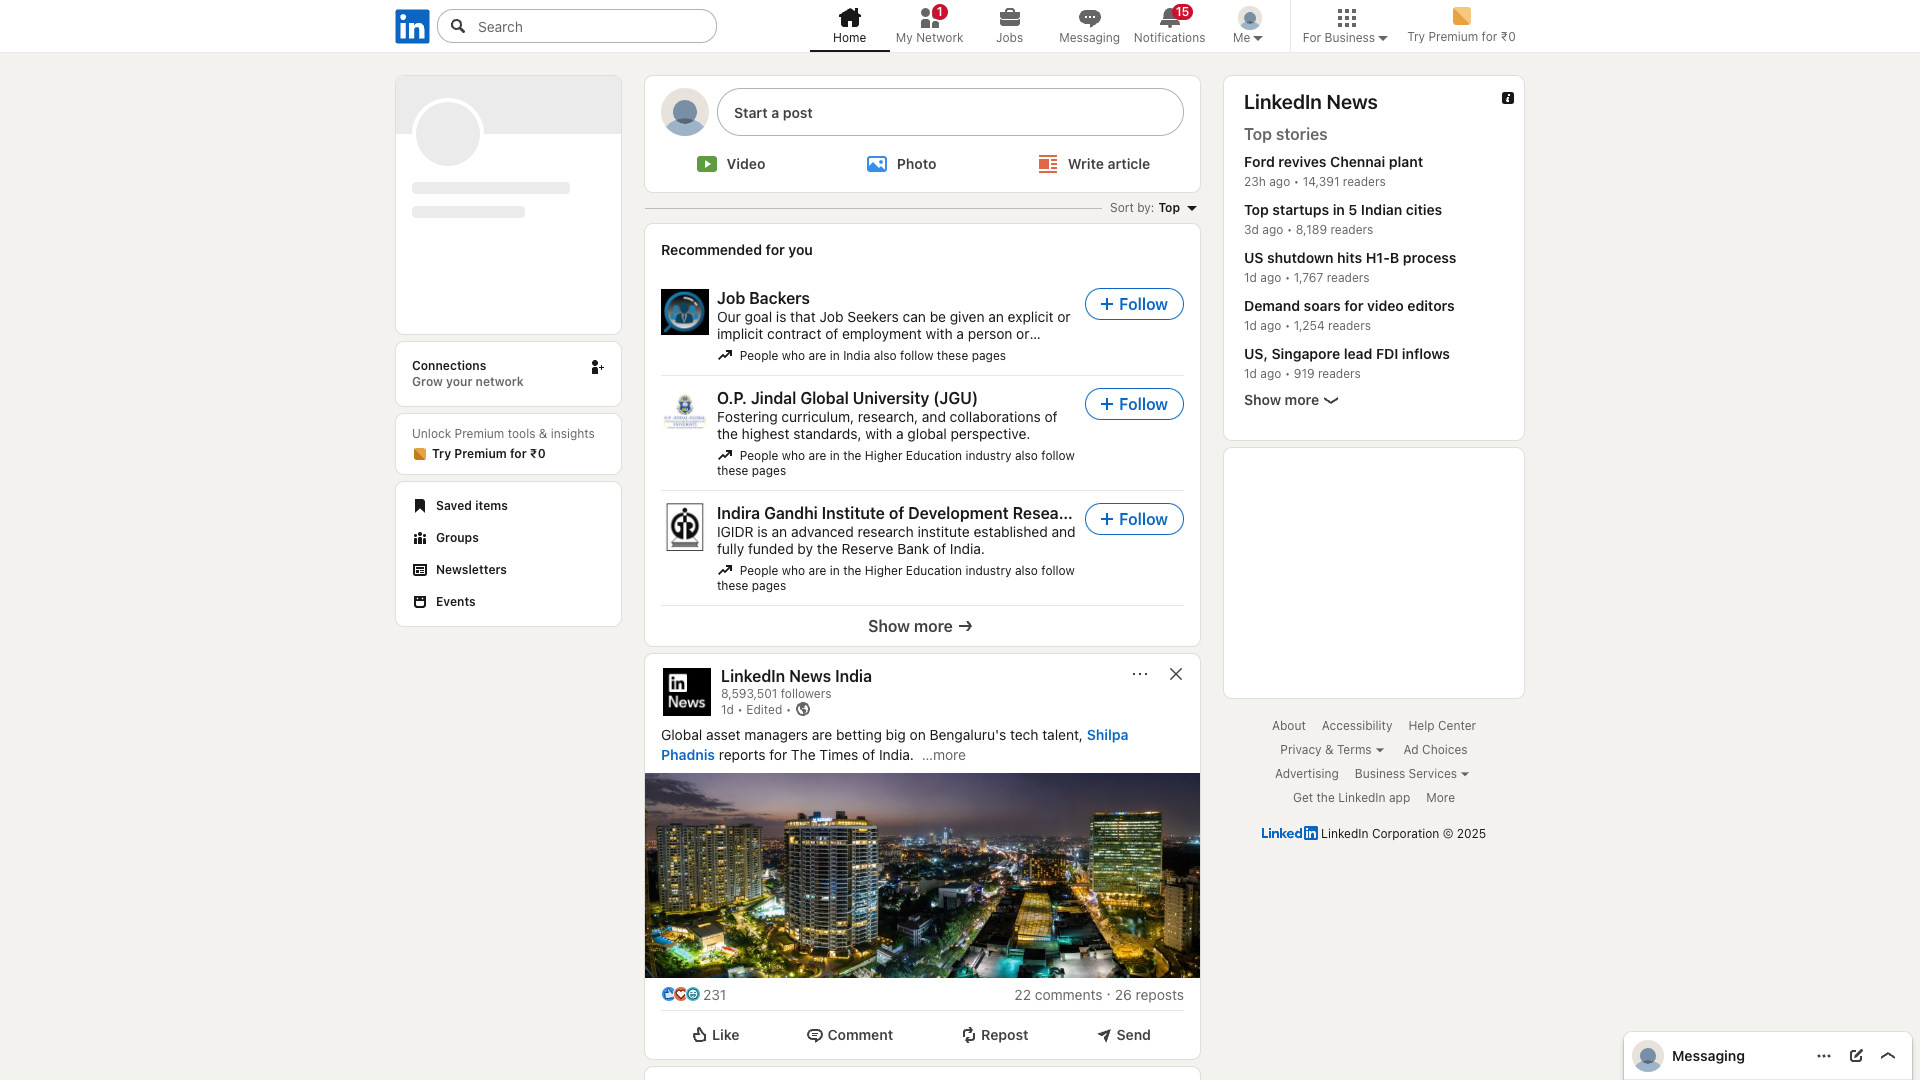 in
Search
Home
1
My Network
Jobs
Messaging
15
Notifications
Me
For Business
Try Premium for ₹0
Connections
Grow your network
Unlock Premium tools & insights
Try Premium for ₹0
Saved items
Groups
Newsletters
Events
Start a post
Video
Photo
Write article
Sort by: Top
Recommended for you
Job Backers
Our goal is that Job Seekers can be given an explicit or
implicit contract of employment with a person or...
People who are in India also follow these pages
+ Follow
O.P. Jindal Global University (JGU)
Fostering curriculum, research, and collaborations of
the highest standards, with a global perspective.
People who are in the Higher Education industry also follow
these pages
+ Follow
Indira Gandhi Institute of Development Resea...
IGIDR is an advanced research institute established and
fully funded by the Reserve Bank of India.
People who are in the Higher Education industry also follow
these pages
+ Follow
Show more →
in
News
LinkedIn News India
8,593,501 followers
1d • Edited •
Global asset managers are betting big on Bengaluru's tech talent, Shilpa
Phadnis reports for The Times of India. ...more
231
22 comments · 26 reposts
Like
Comment
Repost
Send
LinkedIn News
Top stories
Ford revives Chennai plant
23h ago • 14,391 readers
Top startups in 5 Indian cities
3d ago • 8,189 readers
US shutdown hits H1-B process
1d ago • 1,767 readers
Demand soars for video editors
1d ago • 1,254 readers
US, Singapore lead FDI inflows
1d ago • 919 readers
Show more
About Accessibility Help Center
Privacy & Terms Ad Choices
Advertising Business Services
Get the LinkedIn app More
LinkedIn LinkedIn Corporation © 2025
Messaging